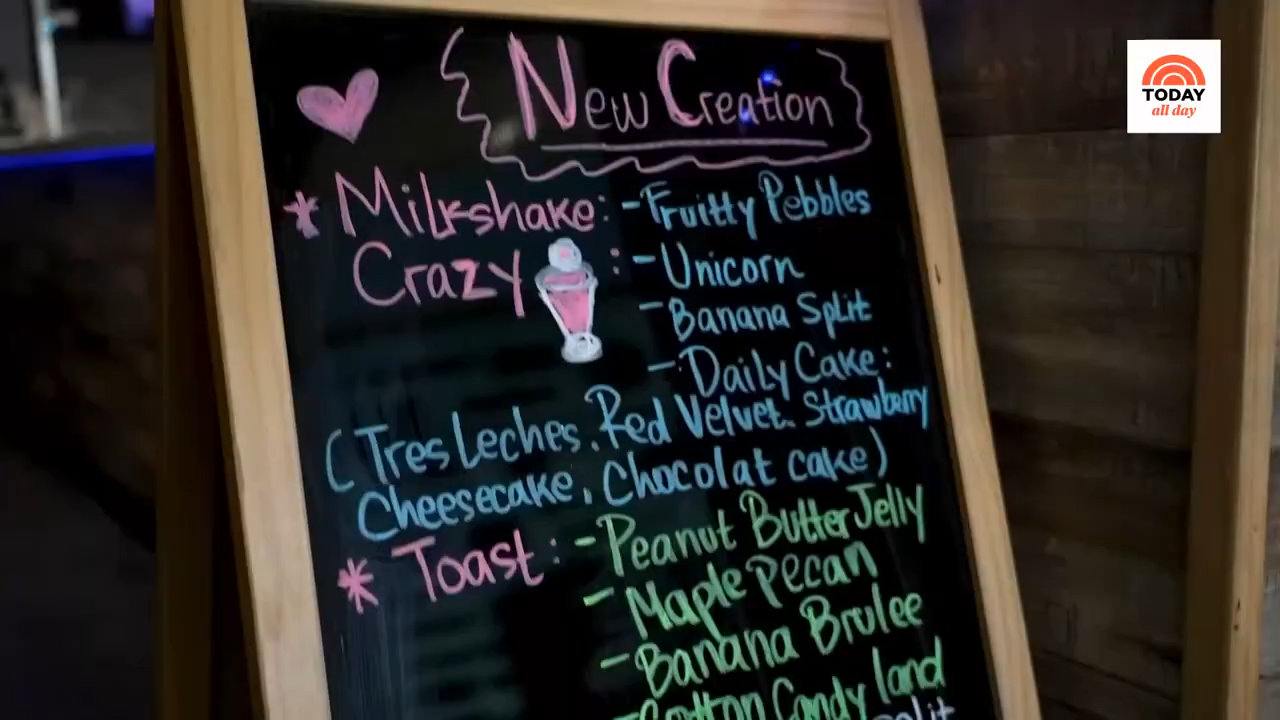 New Creation
* Milkshake: - Fruitty Pebbles
Crazy : - Unicorn
- Banana Split
- Daily Cake:
(Tres Leches, Red Velvet, Strawberry
Cheesecake, Chocolat cake)
* Toast: - Peanut Butter Jelly
- Maple Pecan
- Banana Brulee
- Cotton Candy land
Split
TODAY
all day